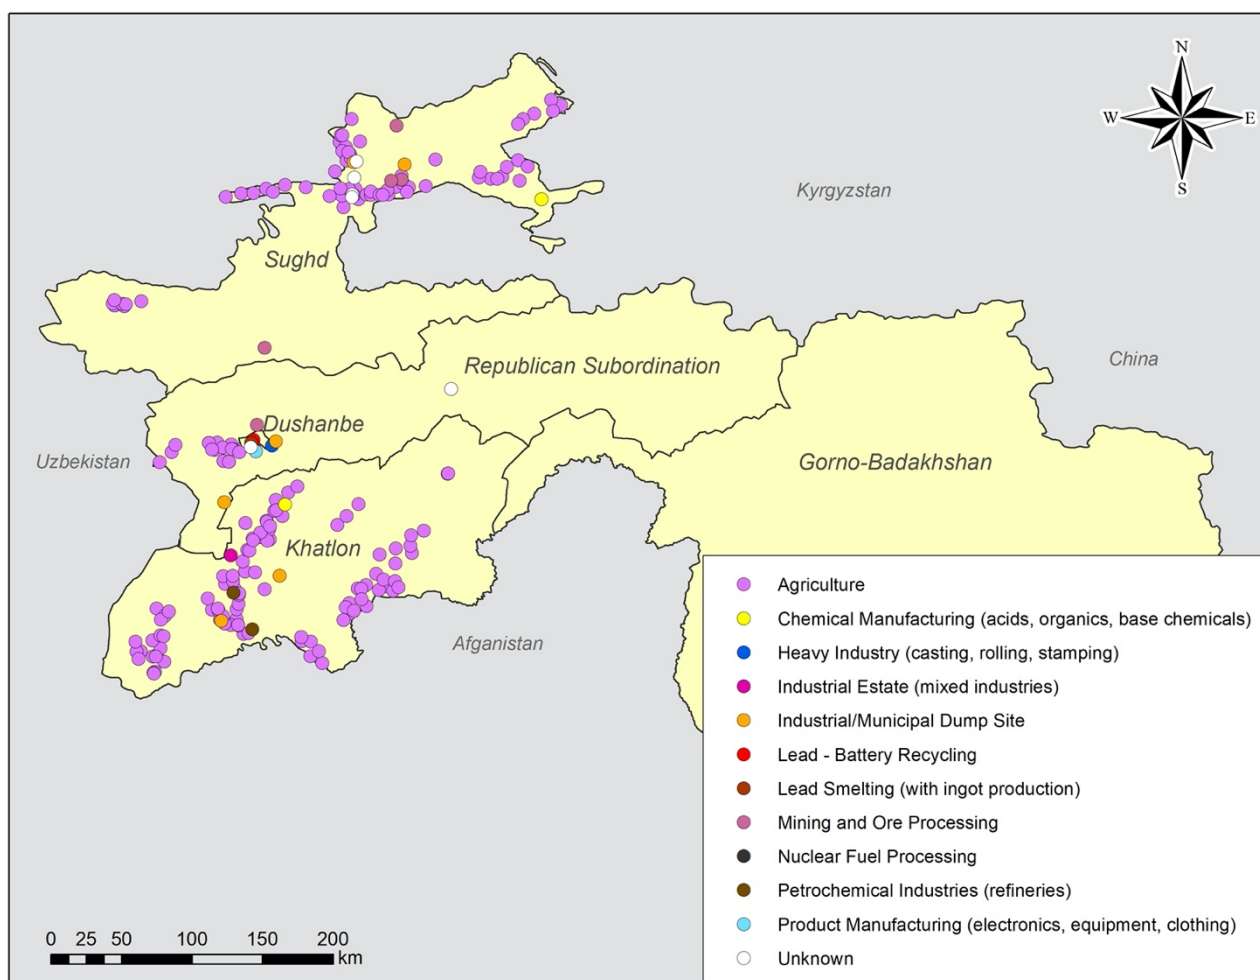 N
W E
S
Kyrgyzstan
Sughd
China
Republican Subordination
Dushanbe
Uzbekistan
Gorno-Badakhshan
Khatlon
Afganistan
Agriculture
Chemical Manufacturing (acids, organics, base chemicals)
Heavy Industry (casting, rolling, stamping)
Industrial Estate (mixed industries)
Industrial/Municipal Dump Site
Lead - Battery Recycling
Lead Smelting (with ingot production)
Mining and Ore Processing
Nuclear Fuel Processing
Petrochemical Industries (refineries)
Product Manufacturing (electronics, equipment, clothing)
Unknown
0 25 50 100 150 200
km